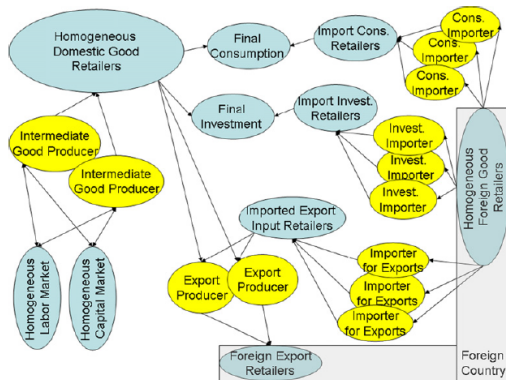 Homogeneous
Domestic Good
Retailers
Final
Consumption
Import Cons.
Retailers
Cons.
Importer
Cons.
Importer
Cons.
Importer
Final
Investment
Import Invest.
Retailers
Intermediate
Good Producer
Intermediate
Good Producer
Invest.
Importer
Invest.
Importer
Invest.
Importer
Homogeneous
Foreign Good
Retailers
Imported Export
Input Retailers
Homogeneous
Labor Market
Homogeneous
Capital Market
Export
Producer
Export
Producer
Importer
for Exports
Importer
for Exports
Importer
for Exports
Foreign Export
Retailers
Foreign
Country